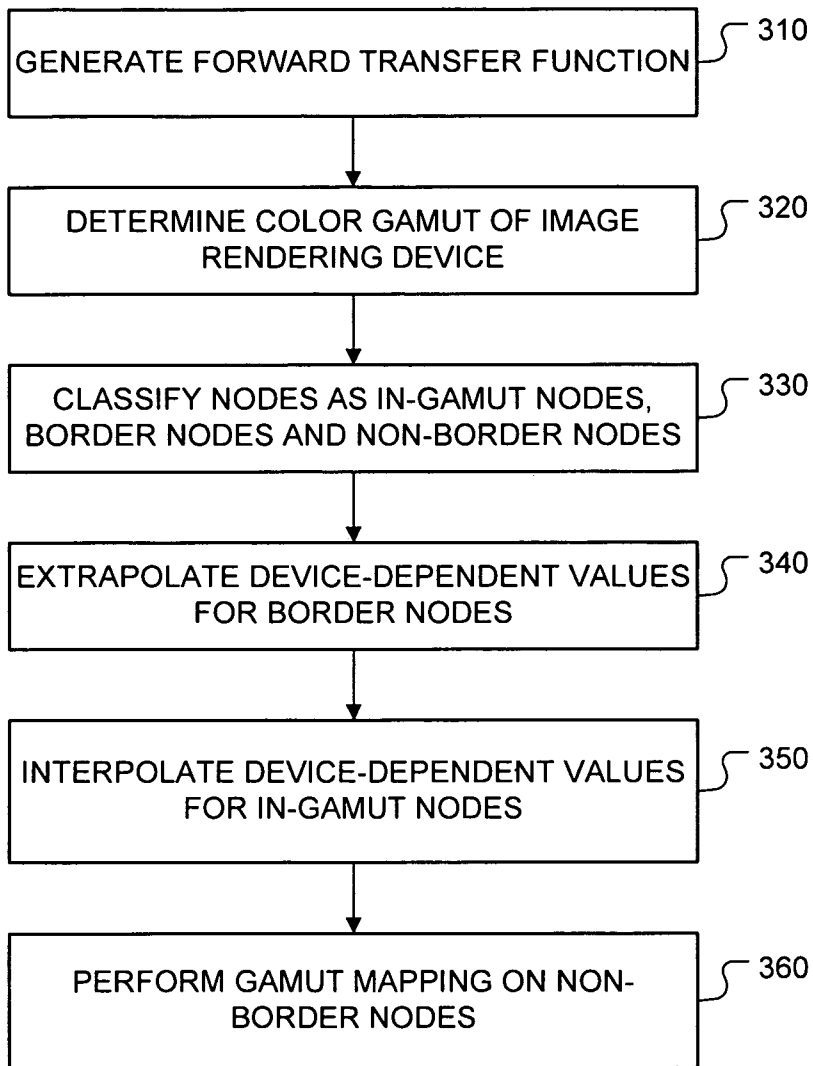 310
GENERATE FORWARD TRANSFER FUNCTION
320
DETERMINE COLOR GAMUT OF IMAGE
RENDERING DEVICE
330
CLASSIFY NODES AS IN-GAMUT NODES,
BORDER NODES AND NON-BORDER NODES
340
EXTRAPOLATE DEVICE-DEPENDENT VALUES
FOR BORDER NODES
350
INTERPOLATE DEVICE-DEPENDENT VALUES
FOR IN-GAMUT NODES
360
PERFORM GAMUT MAPPING ON NON-
BORDER NODES